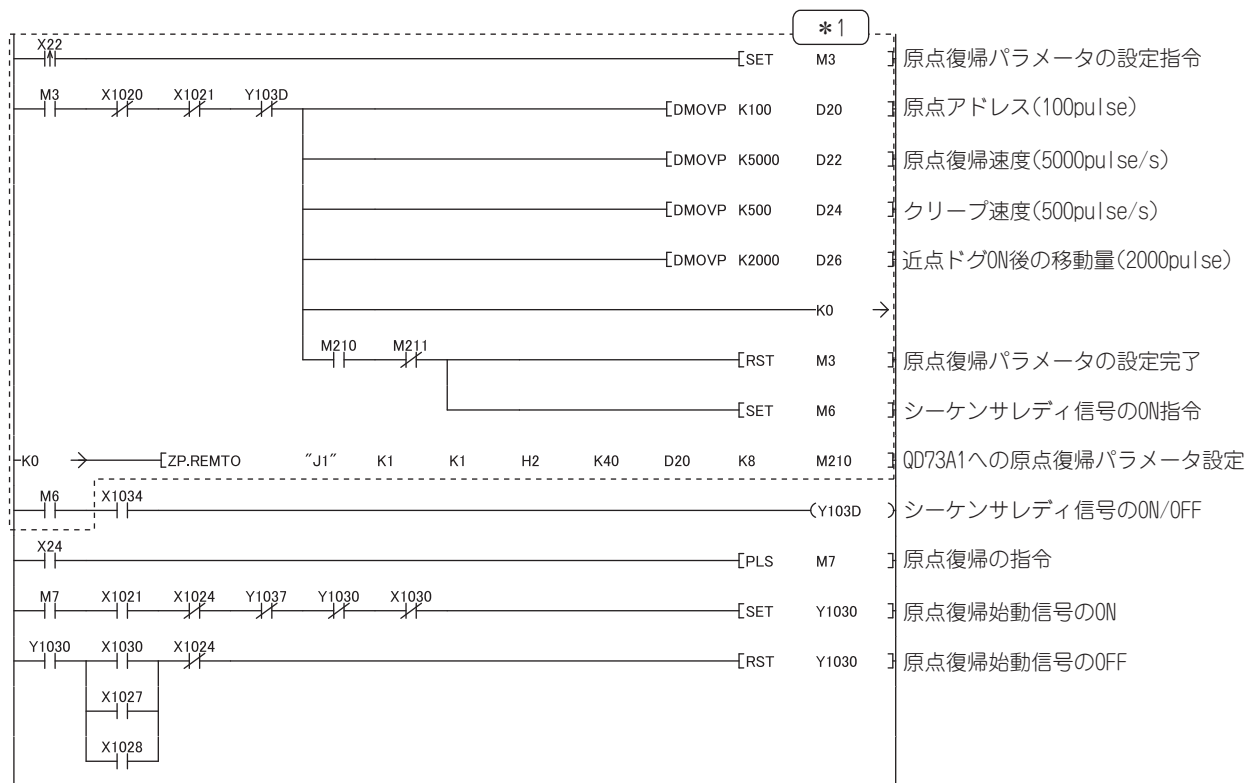 *1
X22
[SET M3 ] 原点復帰パラメータの設定指令
M3 X1020 X1021 Y103D
[DMOVP K100 D20 ] 原点アドレス(100pulse)
[DMOVP K5000 D22 ] 原点復帰速度(5000pulse/s)
[DMOVP K500 D24 ] クリープ速度(500pulse/s)
[DMOVP K2000 D26 ] 近点ドグON後の移動量(2000pulse)
K0
M210 M211
[RST M3 ] 原点復帰パラメータの設定完了
[SET M6 ] シーケンサレディ信号のON指令
K0 [ZP.REMTO ″J1″ K1 K1 H2 K40 D20 K8 M210 ] QD73A1への原点復帰パラメータ設定
M6 X1034
(Y103D ) シーケンサレディ信号のON/OFF
X24
[PLS M7 ] 原点復帰の指令
M7 X1021 X1024 Y1037 Y1030 X1030
[SET Y1030 ] 原点復帰始動信号のON
Y1030 X1030 X1024
[RST Y1030 ] 原点復帰始動信号のOFF
X1027
X1028